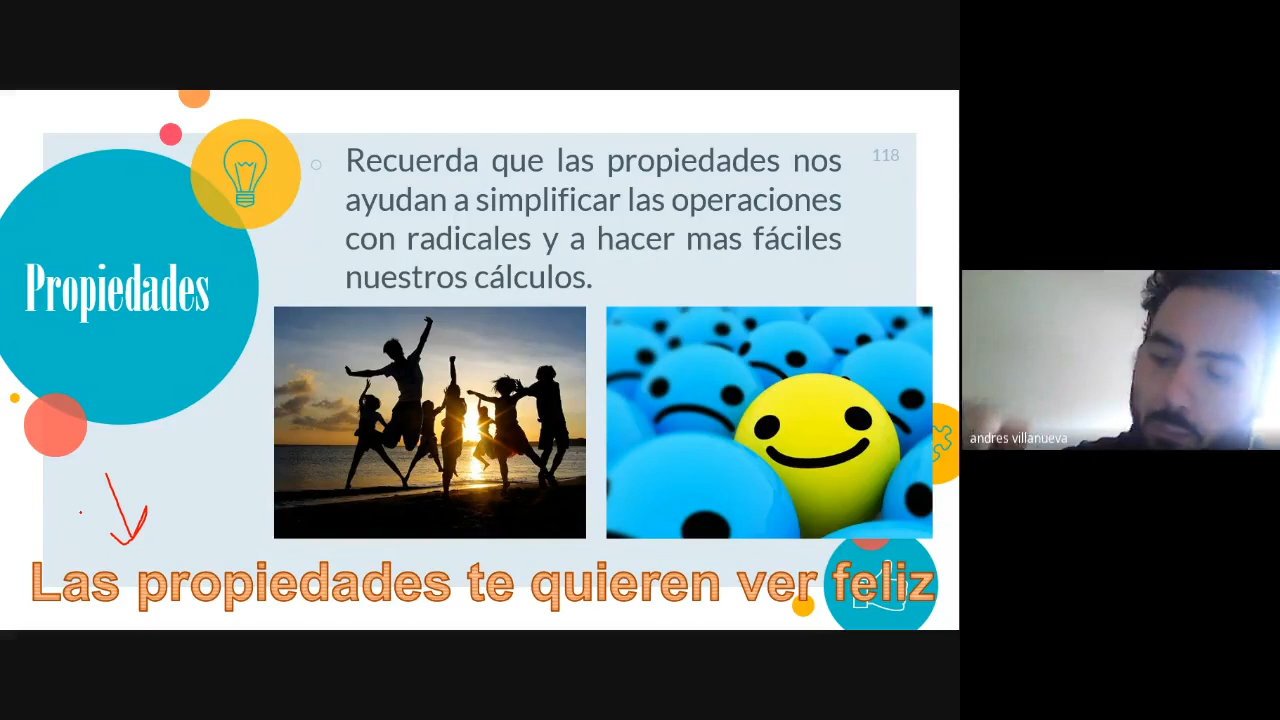 118
Recuerda que las propiedades nos
ayudan a simplificar las operaciones
con radicales y a hacer mas fáciles
nuestros cálculos.
Propiedades
Las propiedades te quieren ver feliz
andres villanueva